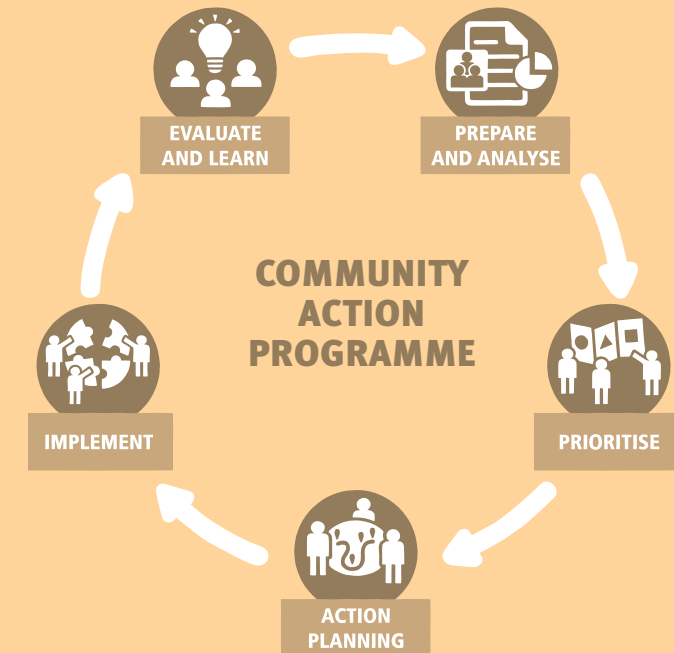 EVALUATE
AND LEARN
PREPARE
AND ANALYSE
COMMUNITY
ACTION
PROGRAMME
IMPLEMENT
PRIORITISE
ACTION
PLANNING